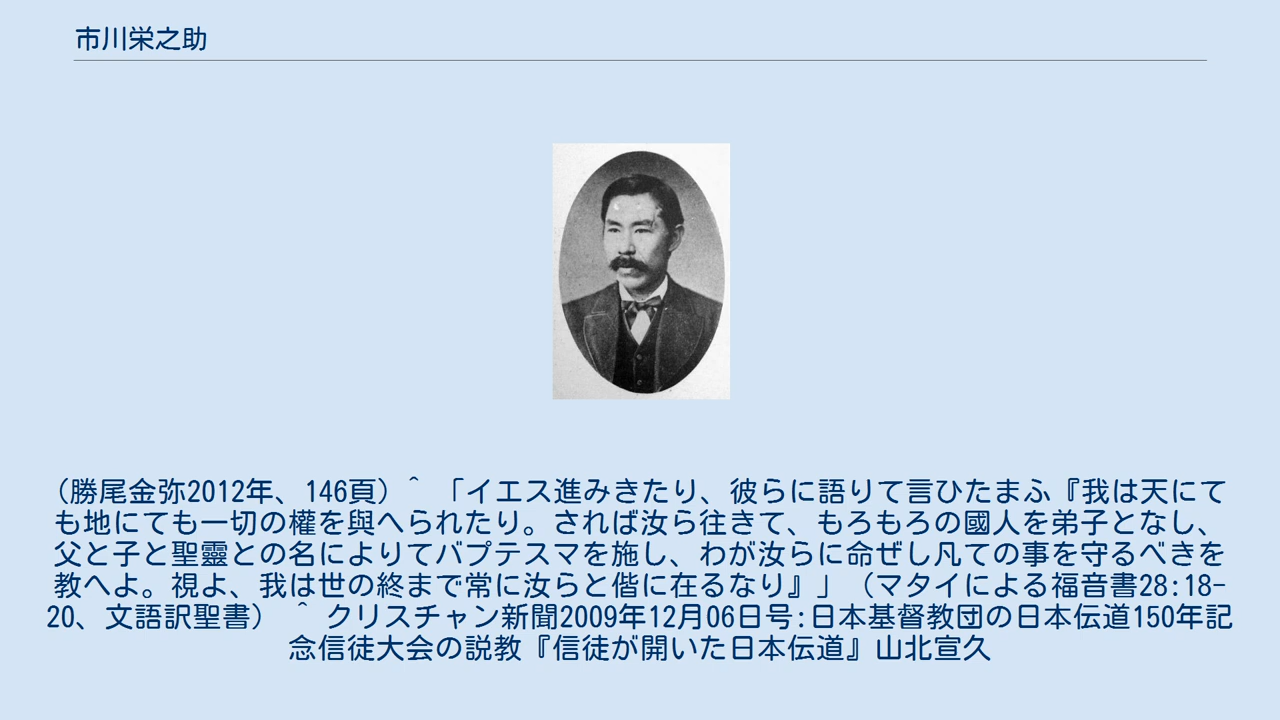 市川栄之助
（勝尾金弥2012年、146頁）^ 「イエス進みきたり、彼らに語りて言ひたまふ『我は天にて
も地にても一切の權を與へられたり。されば汝ら往きて、もろもろの國人を弟子となし、
父と子と聖靈との名によりてバプテスマを施し、わが汝らに命ぜし凡ての事を守るべきを
教へよ。視よ、我は世の終まで常に汝らと偕に在るなり』」（マタイによる福音書28:18-
20、文語訳聖書） ^ クリスチャン新聞2009年12月06日号:日本基督教団の日本伝道150年記
念信徒大会の説教『信徒が開いた日本伝道』山北宣久